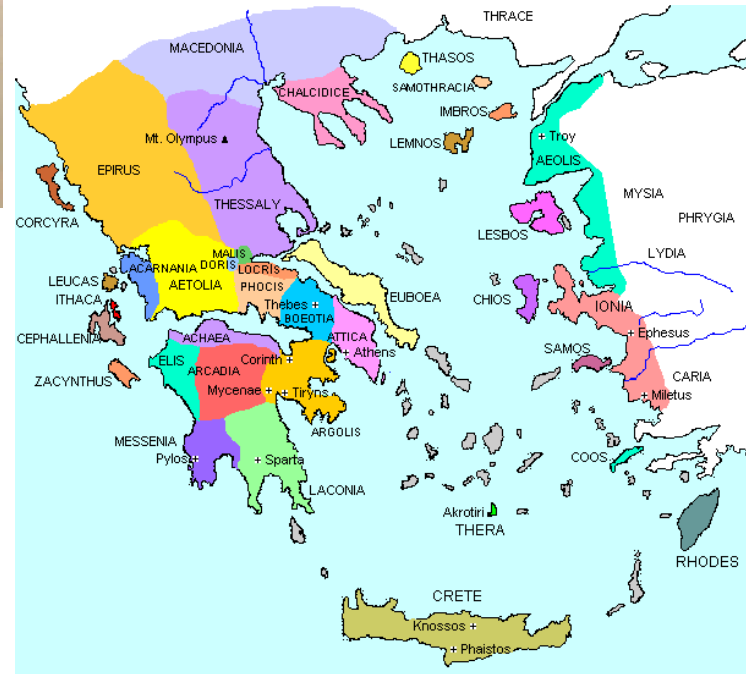 THRACE
MACEDONIA
THASOS
SAMOTHRACIA
CHALCIDICE
IMBROS
Mt. Olympus
LEMNOS
Troy
AEOLIS
EPIRUS
MYSIA
THESSALY
LESBOS
PHRYGIA
CORCYRA
MALIS
LYDIA
ACARNANIA
DORIS
LOCRIS
LEUCAS
AETOLIA
PHOCIS
EUBOEA
CHIOS
ITHACA
Thebes
IONIA
BOEOTIA
CEPHALLENIA
ACHAEA
ATTICA
Ephesus
SAMOS
Athens
ELIS
Corinth
ARCADIA
CARIA
ZACYNTHUS
Mycenae
Tiryns
Miletus
ARGOLIS
MESSENIA
Pylos
Sparta
COOS
LACONIA
Akrotiri
THERA
RHODES
CRETE
Knossos
Phaistos